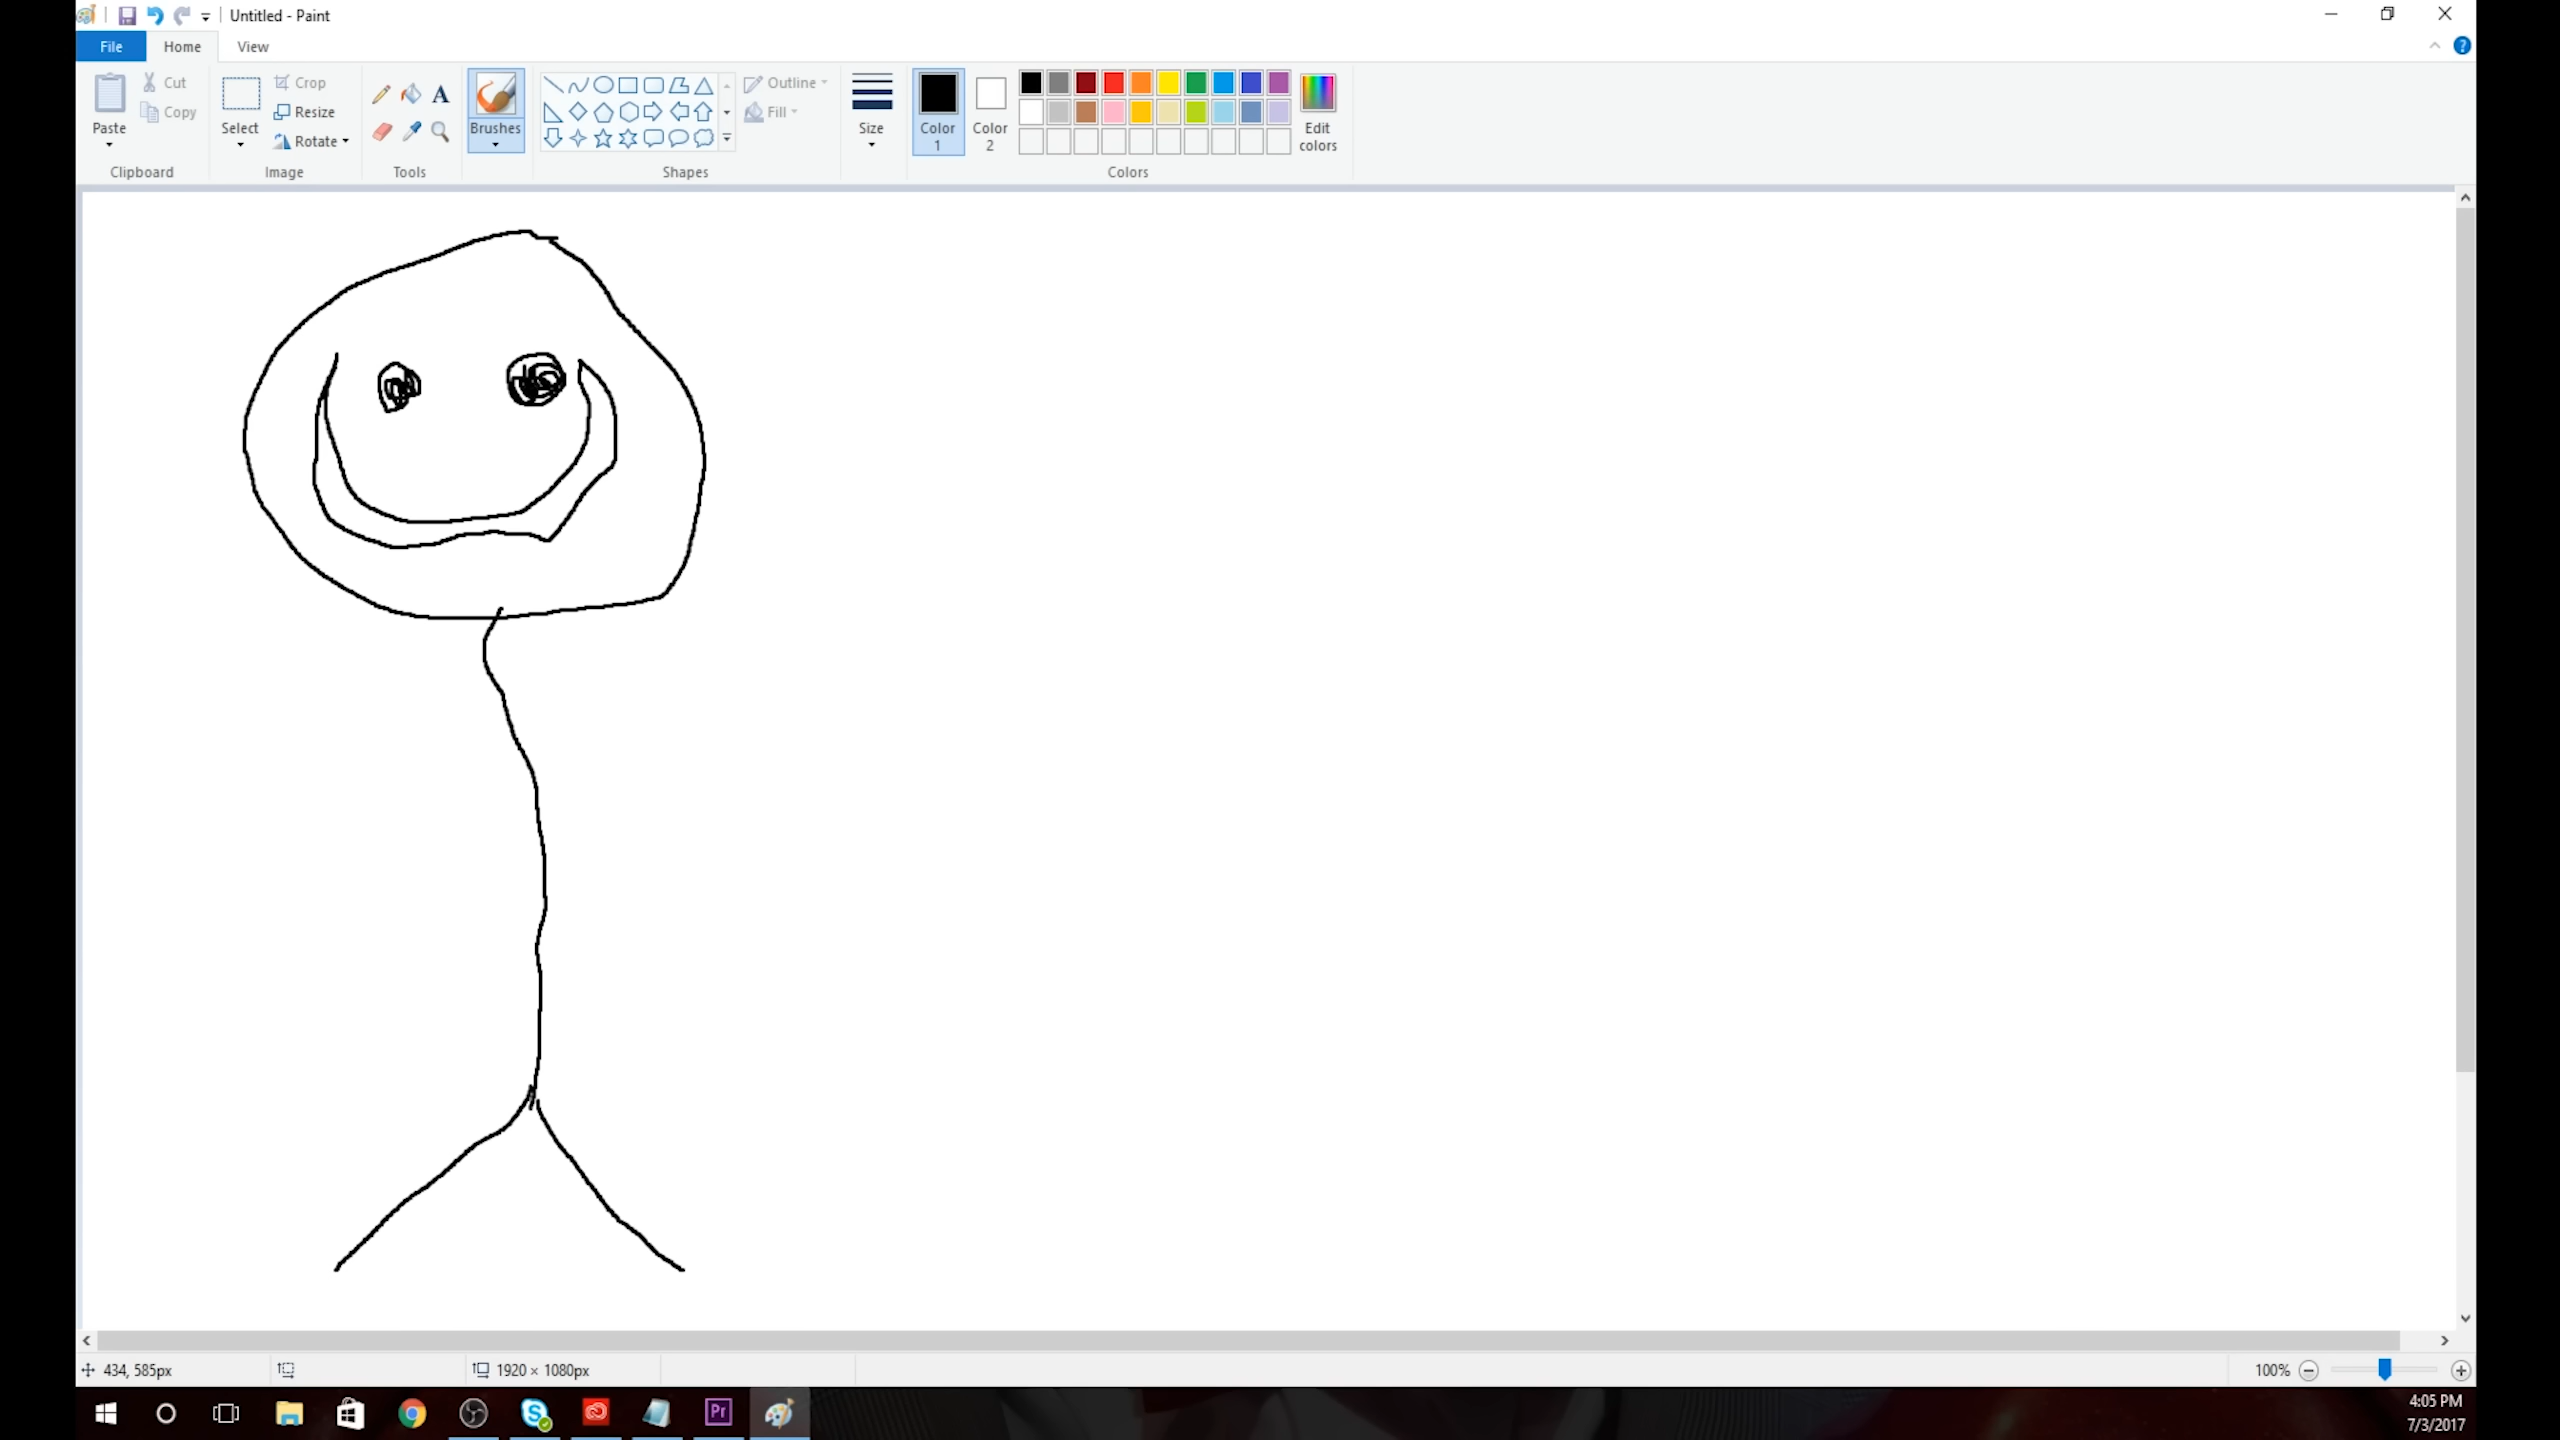 Untitled - Paint
File Home View
Paste
Cut
Copy
Clipboard
Select
Crop
Resize
Rotate
Image
A
Tools
Brushes
Outline
Fill
Shapes
Size
Color 1
Color 2
Edit colors
Colors
434, 585px
1920 × 1080px
100%
Pr
4:05 PM
7/3/2017